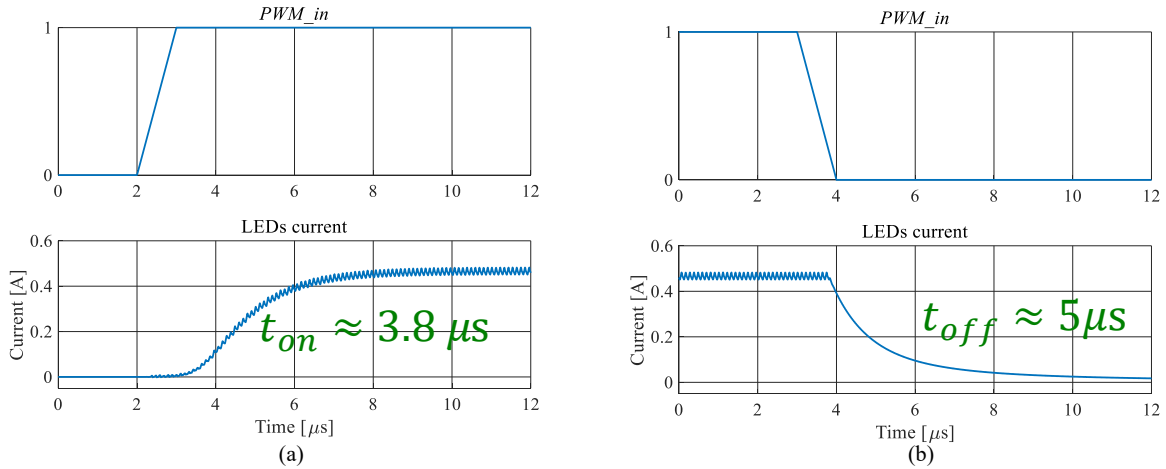 PWM_in
1
0
0 2 4 6 8 10 12
LEDs current
0.6
0.4
0.2
0
Current [A]
t_on ≈ 3.8 μs
0 2 4 6 8 10 12
Time [μs]
(a)
PWM_in
1
0
0 2 4 6 8 10 12
LEDs current
0.6
0.4
0.2
0
Current [A]
t_off ≈ 5μs
0 2 4 6 8 10 12
Time [μs]
(b)